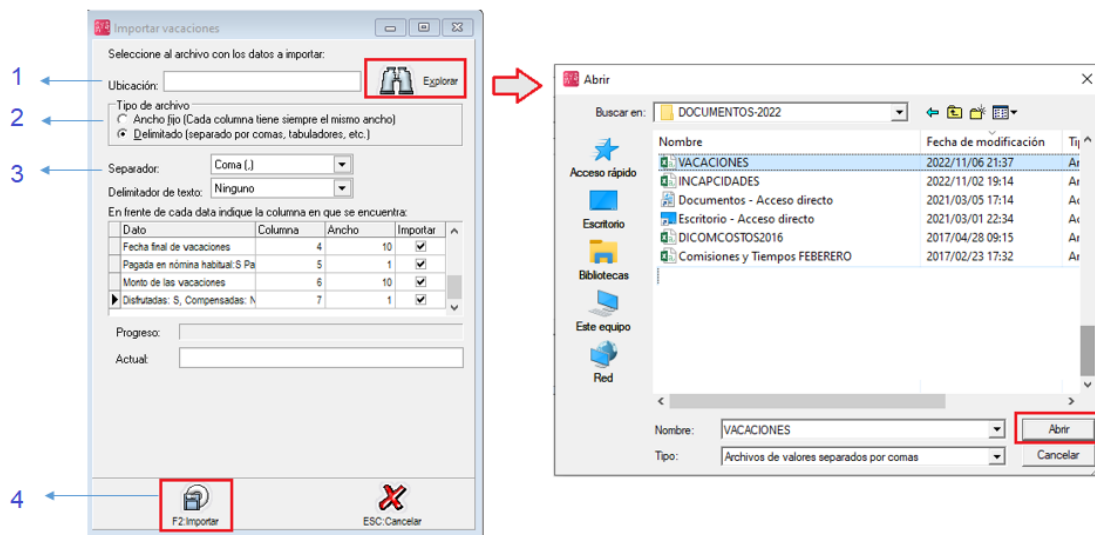 Importar vacaciones
Seleccione al archivo con los datos a importar:
1
Ubicación:
Explorar
Tipo de archivo
2
Ancho fijo (Cada columna tiene siempre el mismo ancho)
Delimitado (separado por comas, tabuladores, etc.)
3
Separador:
Coma (,)
Delimitador de texto:
Ninguno
En frente de cada data indique la columna en que se encuentra:
Dato Columna Ancho Importar
Fecha final de vacaciones 4 10
Pagada en nómina habitual:S Pa 5 1
Monto de las vacaciones 6 10
Disfrutadas: S, Compensadas: N 7 1
Progreso:
Actual:
4
F2:Importar
ESC:Cancelar
Abrir
Buscar en: DOCUMENTOS-2022
Nombre Fecha de modificación Ti
VACACIONES 2022/11/06 21:37 Ar
INCAPCIDADES 2022/11/02 19:14 Ar
Documentos - Acceso directo 2021/03/05 17:14 Ac
Escritorio - Acceso directo 2021/03/01 22:34 Ac
DICOMCOSTOS2016 2017/04/28 09:15 Ar
Comisiones y Tiempos FEBERERO 2017/02/23 17:32 Ar
Acceso rápido
Escritorio
Bibliotecas
Este equipo
Red
Nombre: VACACIONES
Abrir
Tipo: Archivos de valores separados por comas
Cancelar